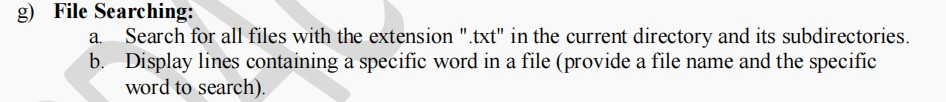 g) File Searching:
a. Search for all files with the extension ".txt" in the current directory and its subdirectories.
b. Display lines containing a specific word in a file (provide a file name and the specific
word to search).